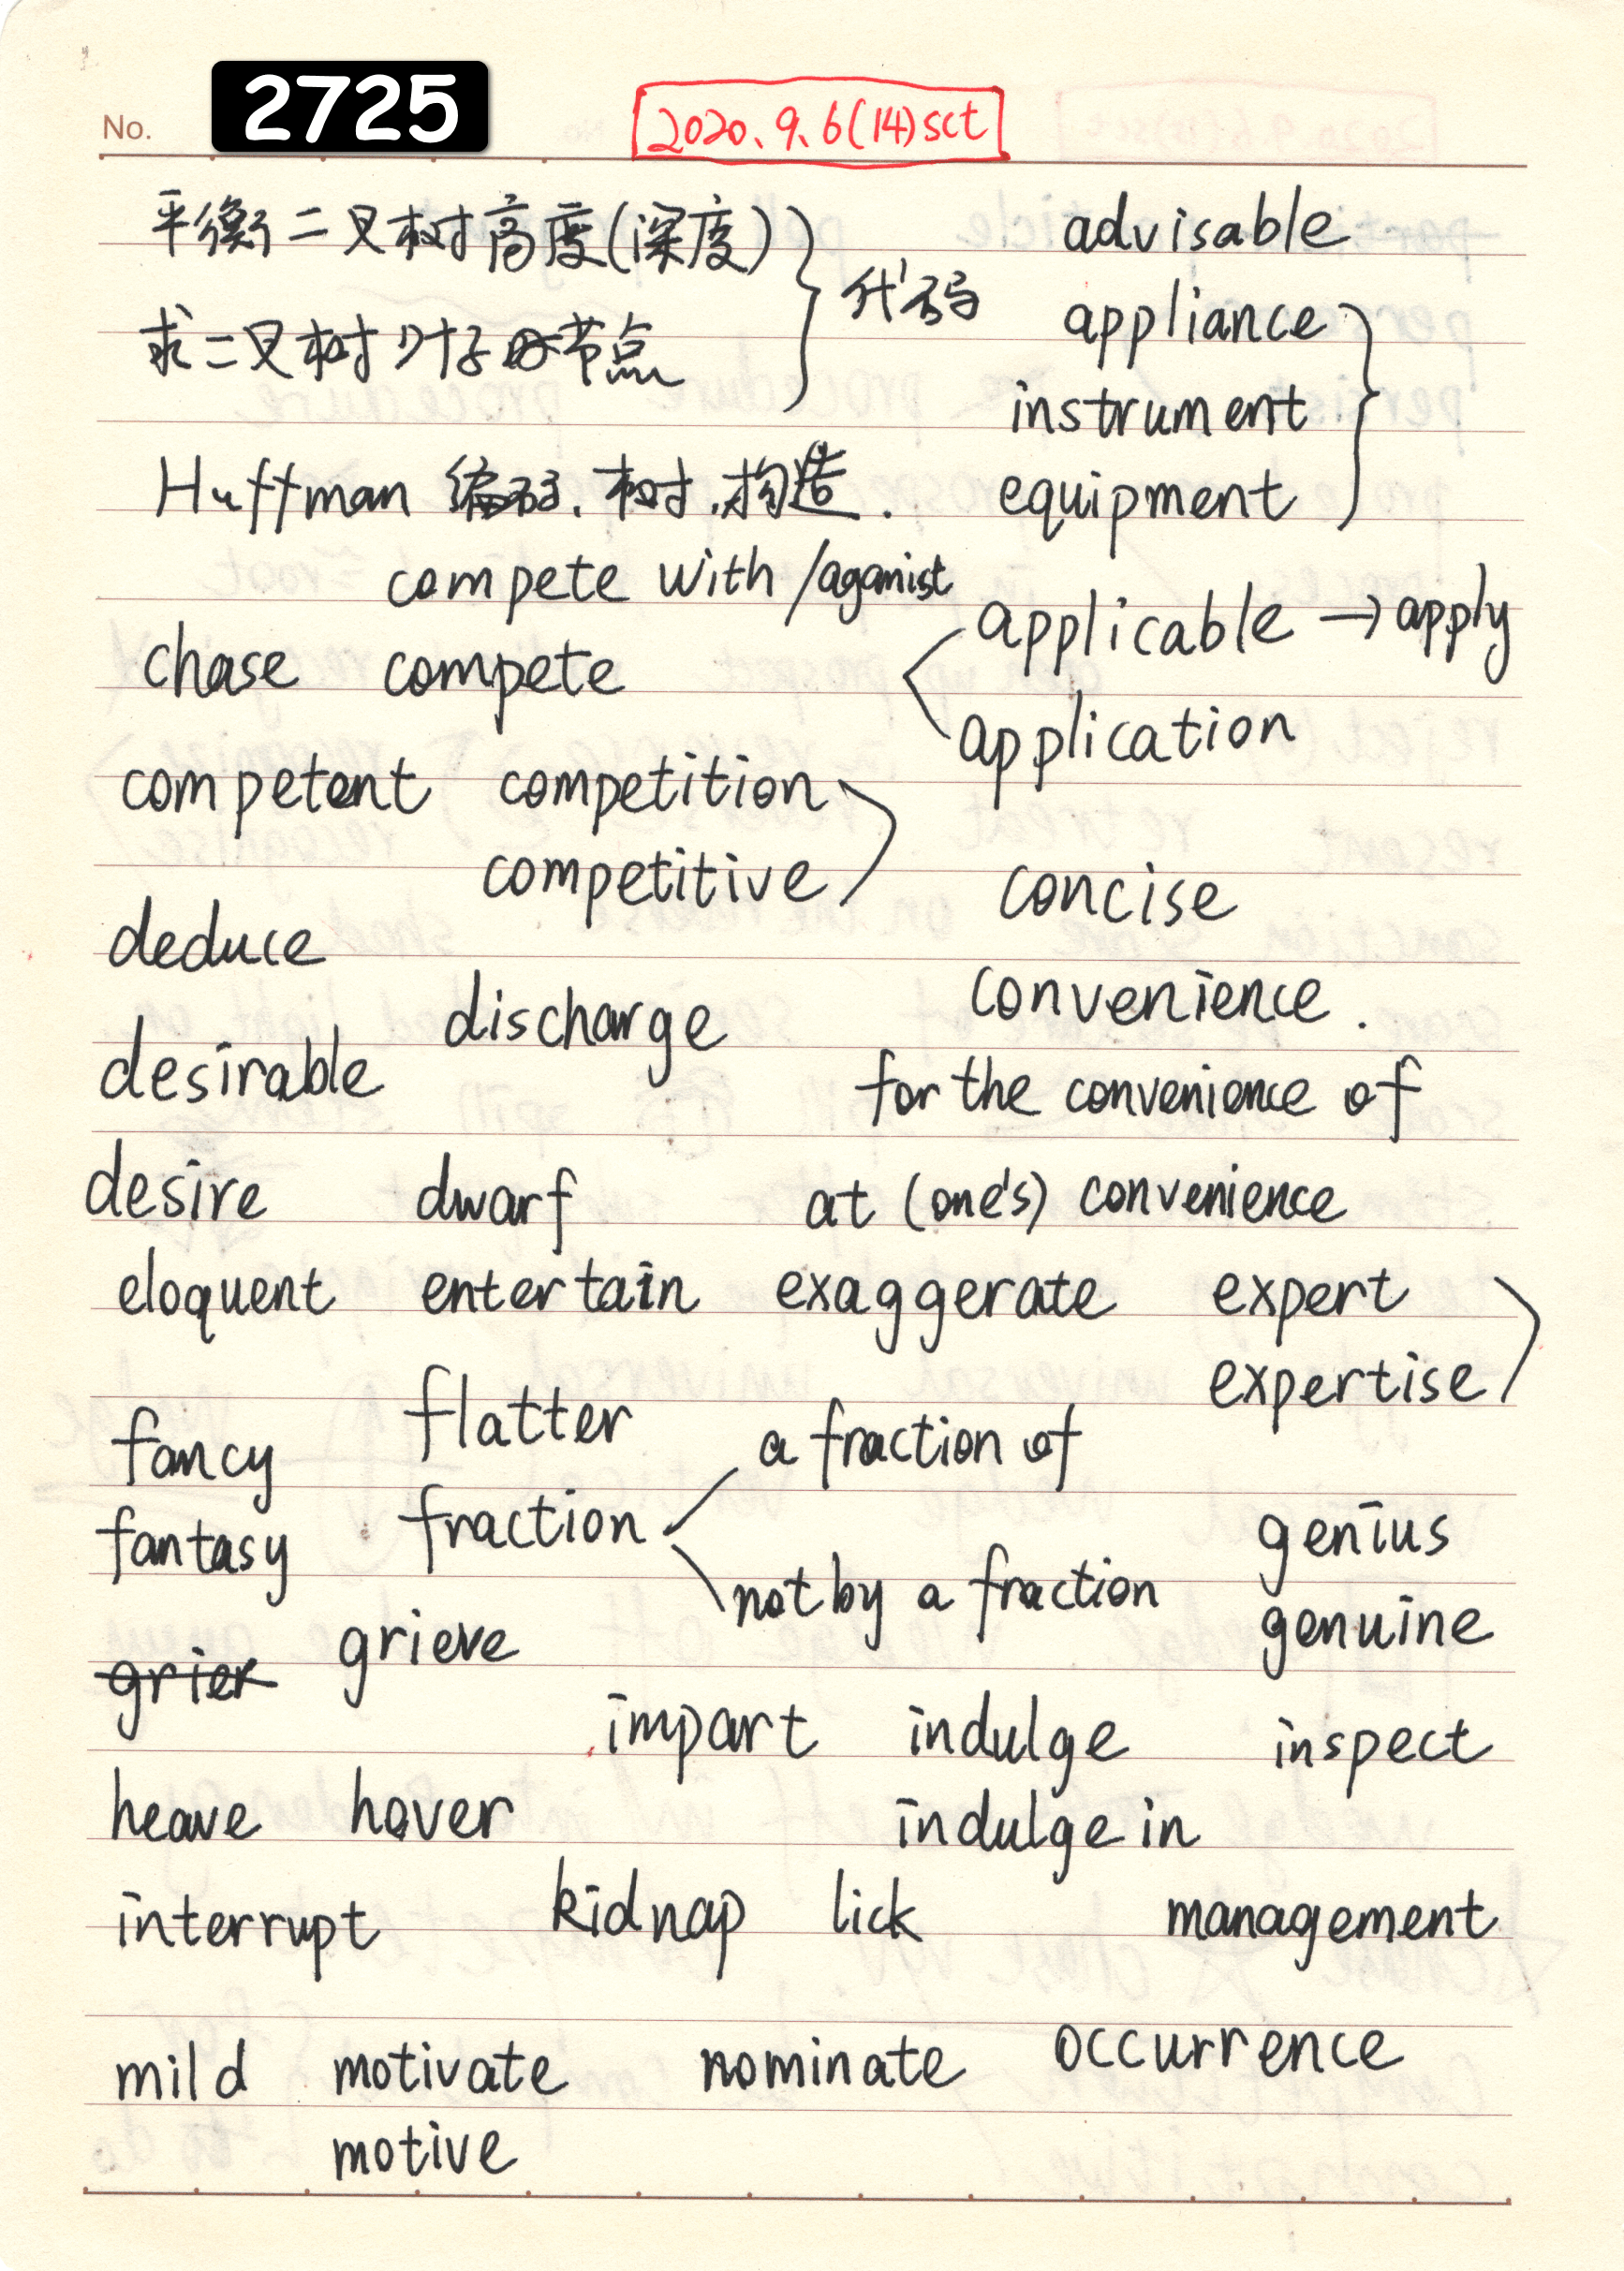 No. 2725 2020.9.6(14)sct
平衡二叉树高度(深度) advisable
代码 appliance
求二叉树叶子节点 instrument
Huffman 编码.树.构造. equipment
compete with /aganist
applicable → apply
chase compete
application
competent competition
competitive concise
deduce
discharge convenience.
desirable for the convenience of
desire dwarf at (one's) convenience
eloquent entertain exaggerate expert
expertise
fancy flatter a fraction of
fantasy fraction genius
not by a fraction genuine
grier grieve
impart indulge inspect
heave hover indulge in
interrupt kidnap lick management
mild motivate nominate occurrence
motive